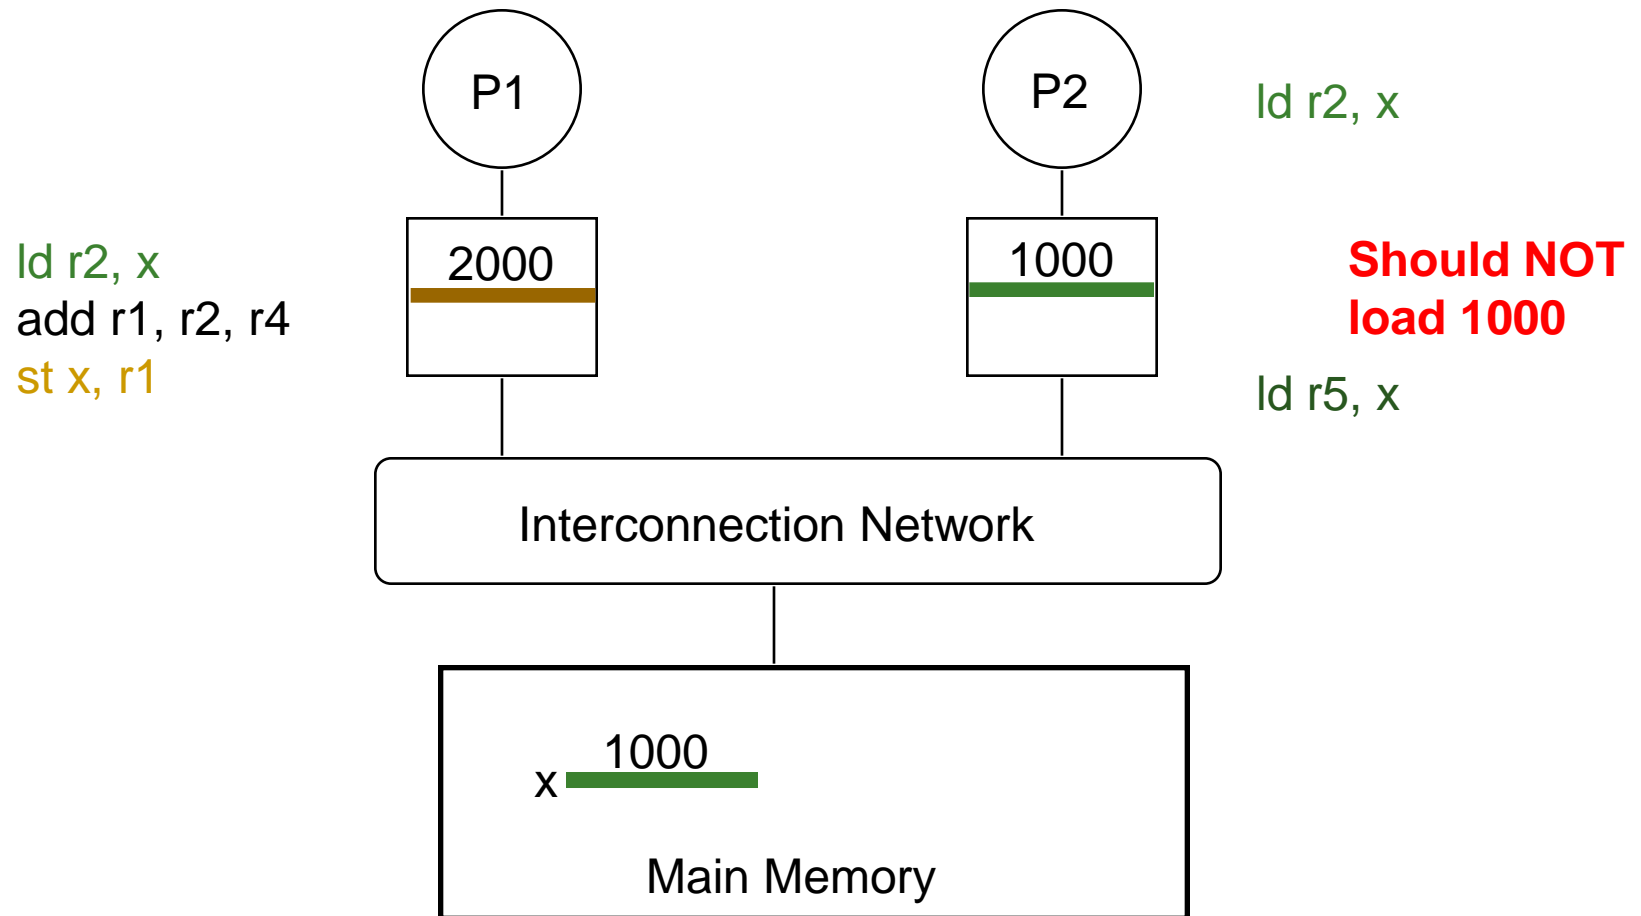 P1
P2
ld r2, x
ld r2, x
add r1, r2, r4
st x, r1
2000
1000
Should NOT
load 1000
ld r5, x
Interconnection Network
1000
x
Main Memory